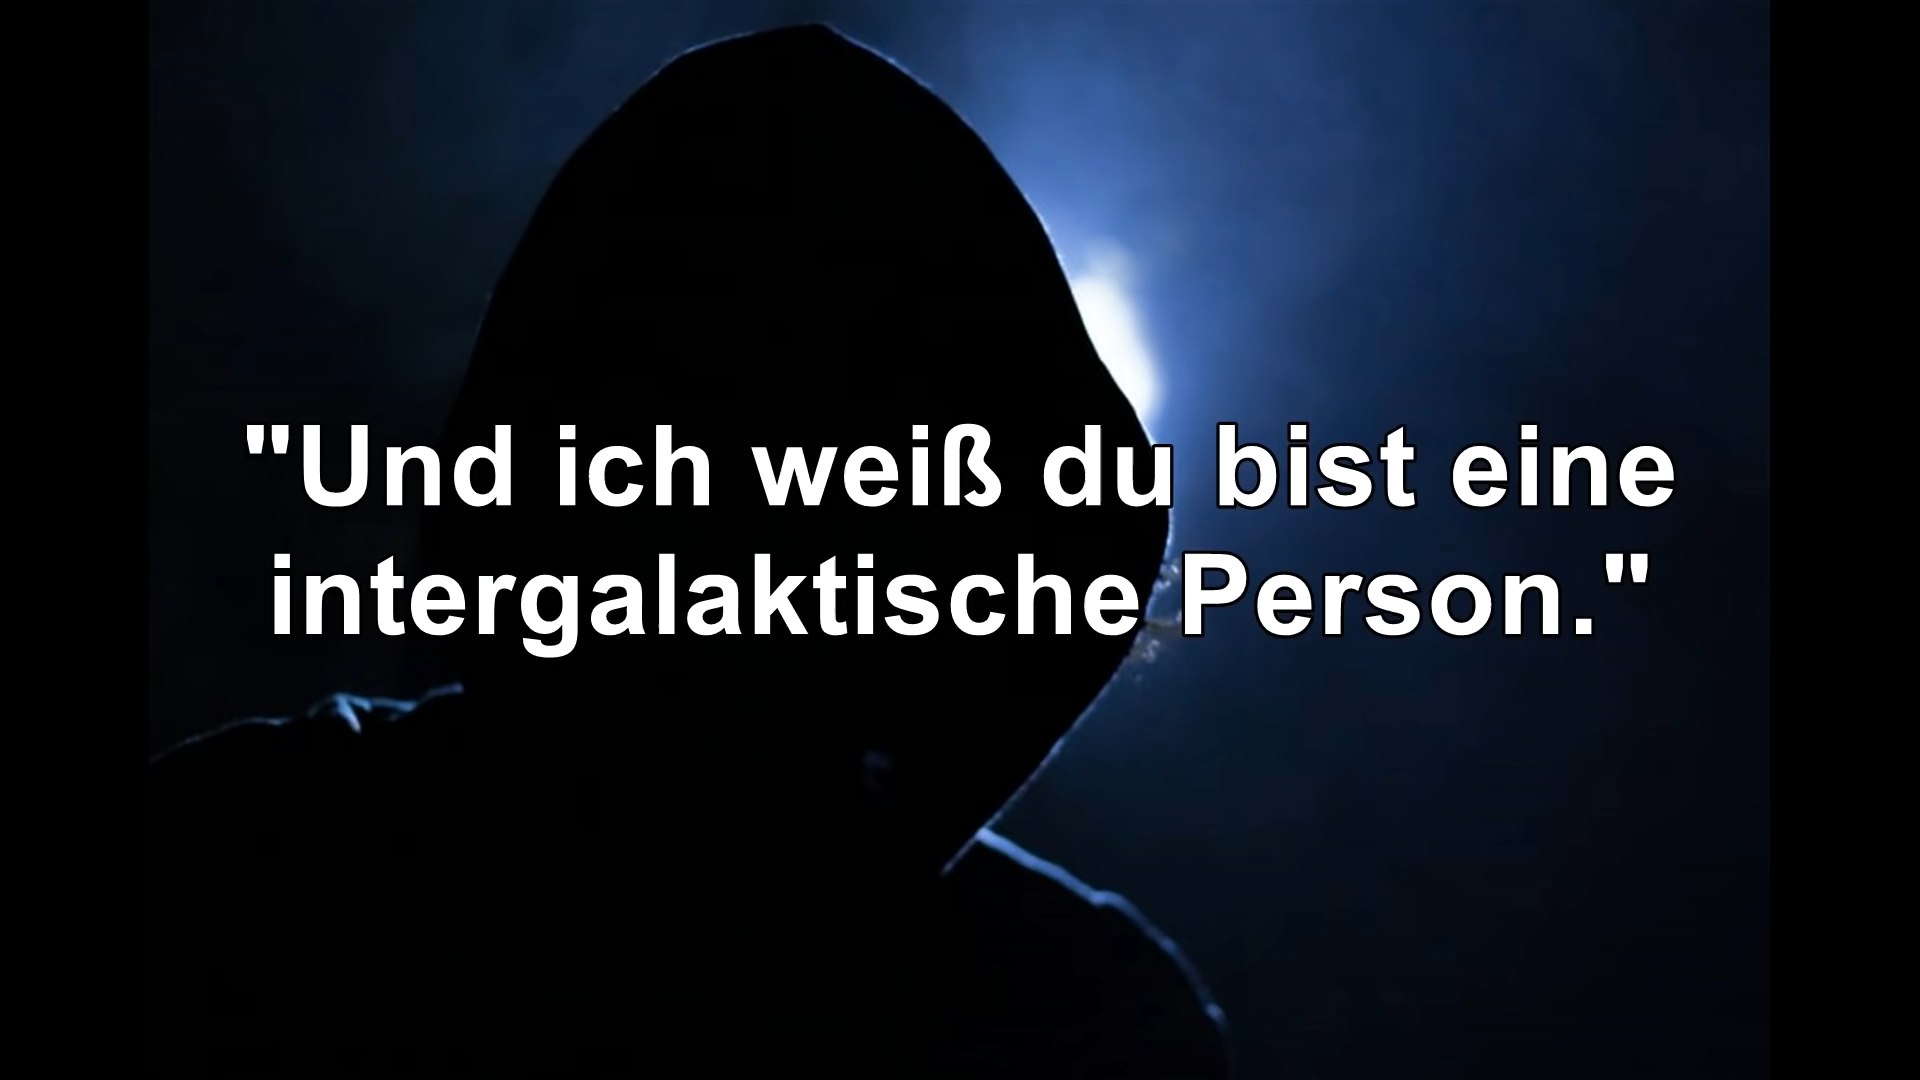 "Und ich weiß du bist eine
intergalaktische Person."